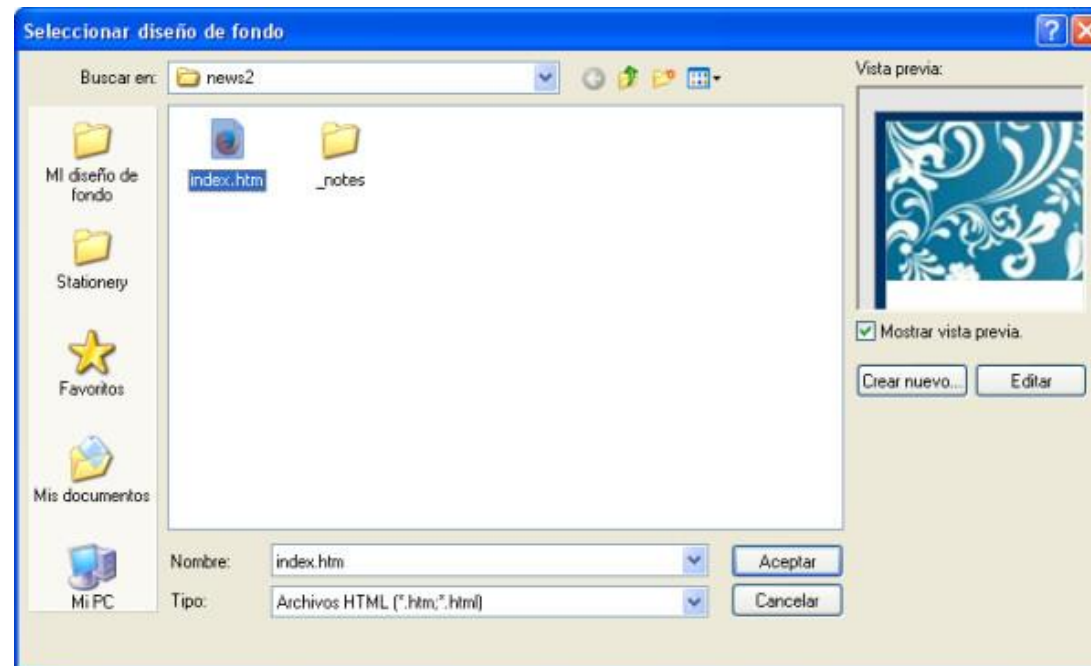 Seleccionar diseño de fondo
Buscar en:
news2
Vista previa:
MI diseño de
fondo
Stationery
Favoritos
Mis documentos
Mi PC
index.htm
_notes
Mostrar vista previa.
Crear nuevo...
Editar
Nombre:
index.htm
Aceptar
Tipo:
Archivos HTML (*.htm;*.html)
Cancelar